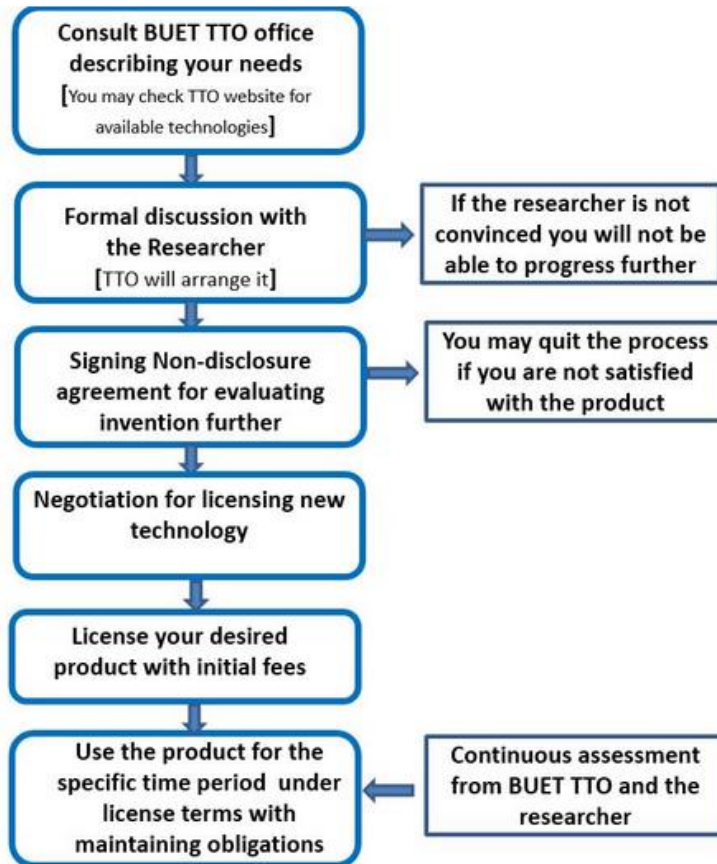 Consult BUET TTO office
describing your needs
[You may check TTO website for
available technologies]
Formal discussion with
the Researcher
[TTO will arrange it]
If the researcher is not
convinced you will not be
able to progress further
Signing Non-disclosure
agreement for evaluating
invention further
You may quit the process
if you are not satisfied
with the product
Negotiation for licensing new
technology
License your desired
product with initial fees
Use the product for the
specific time period under
license terms with
maintaining obligations
Continuous assessment
from BUET TTO and the
researcher